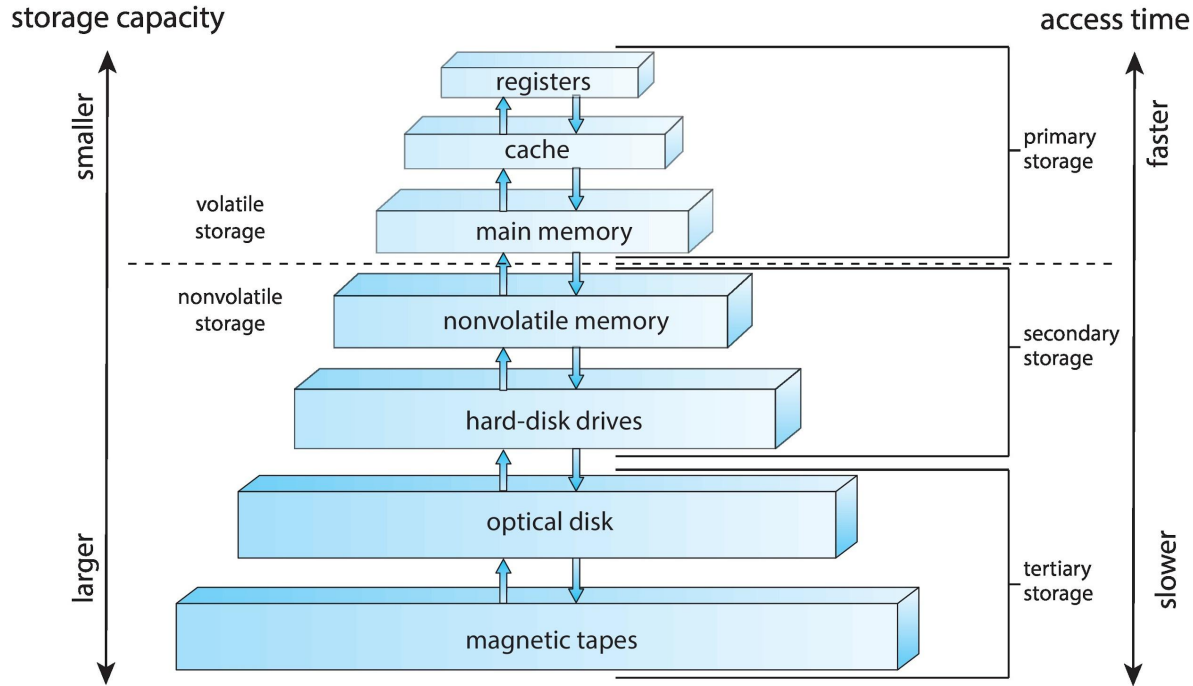 storage capacity
access time
smaller
faster
registers
cache
primary
storage
volatile
storage
main memory
nonvolatile
storage
nonvolatile memory
secondary
storage
hard-disk drives
optical disk
larger
slower
tertiary
storage
magnetic tapes